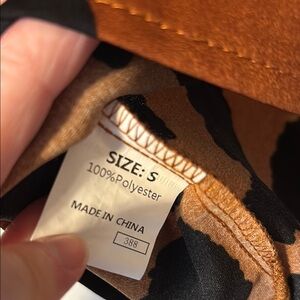 SIZE: S
100%Polyester
MADE IN CHINA
388